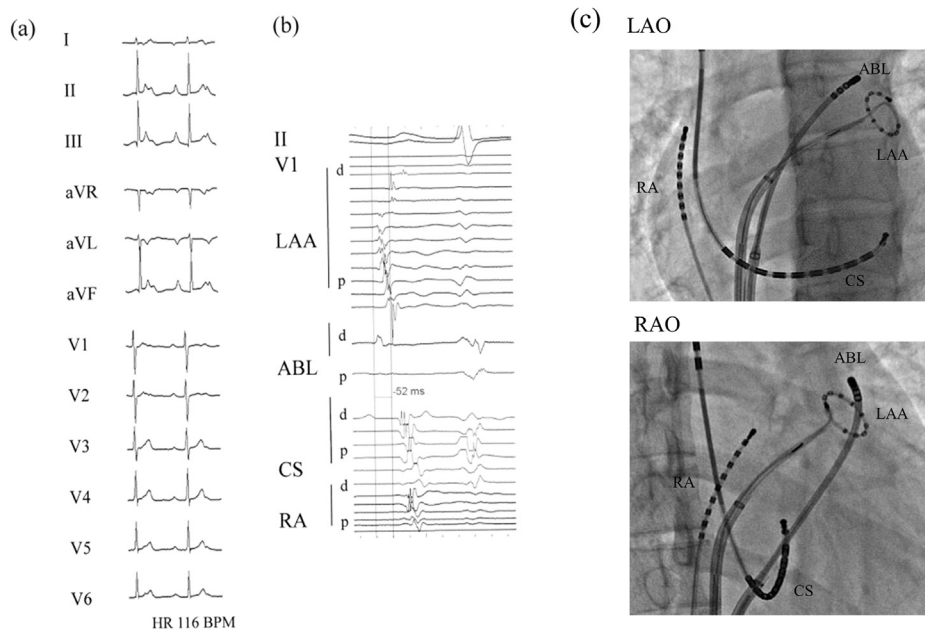 (a)
I
II
III
aVR
aVL
aVF
V1
V2
V3
V4
V5
V6
HR 116 BPM
(b)
II
V1
d
LAA
p
d
ABL
p
-52 ms
d
p
CS
d
RA
p
(c)
LAO
ABL
LAA
RA
CS
RAO
ABL
LAA
RA
CS